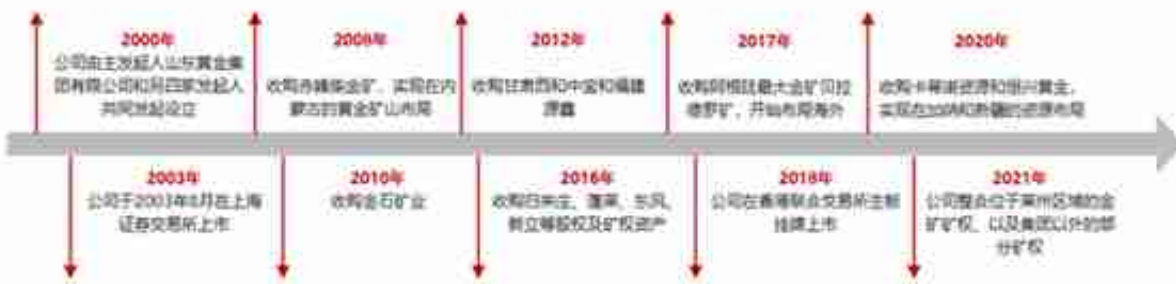 2000年
公司由主发起人山东黄金集
团有限公司和另四家发起人
共同发起设立
2008年
收购赤峰柴金矿，实现在内
蒙古的黄金矿山布局
2012年
收购甘肃西和中宝和福建
源鑫
2017年
收购阿根廷最大金矿贝拉
德罗矿，开始布局海外
2020年
收购卡蒂诺资源和恒兴黄金，
实现在加纳和新疆的资源布局
2003年
公司于2003年8月在上海
证券交易所上市
2010年
收购金石矿业
2016年
收购归来庄、蓬莱、东风、
新立等股权及矿权资产
2018年
公司在香港联合交易所主板
挂牌上市
2021年
公司整合位于莱州区域的金
矿矿权，以及集团以外的部
分矿权